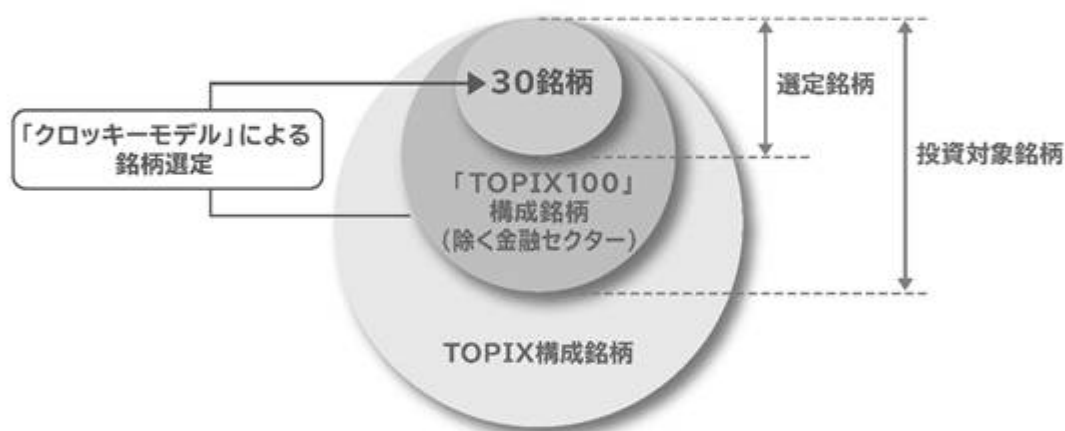 30銘柄
選定銘柄
「クロッキーモデル」による
銘柄選定
投資対象銘柄
「TOPIX100」
構成銘柄
(除く金融セクター)
TOPIX構成銘柄